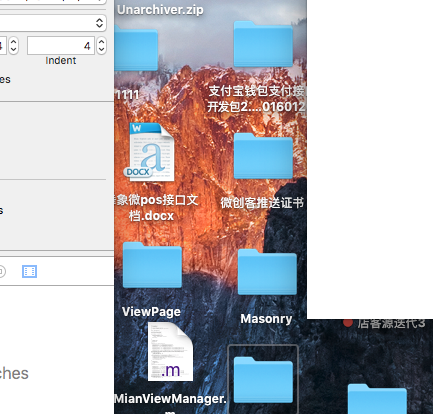 Unarchiver.zip
4
Indent
es
1111
支付宝钱包支付接
开发包2....016012
DOCX
象微pos接口文
档.docx
微创客推送证书
s
ViewPage
Masonry
店客源迭代3
.m
ches
MianViewManager.
m